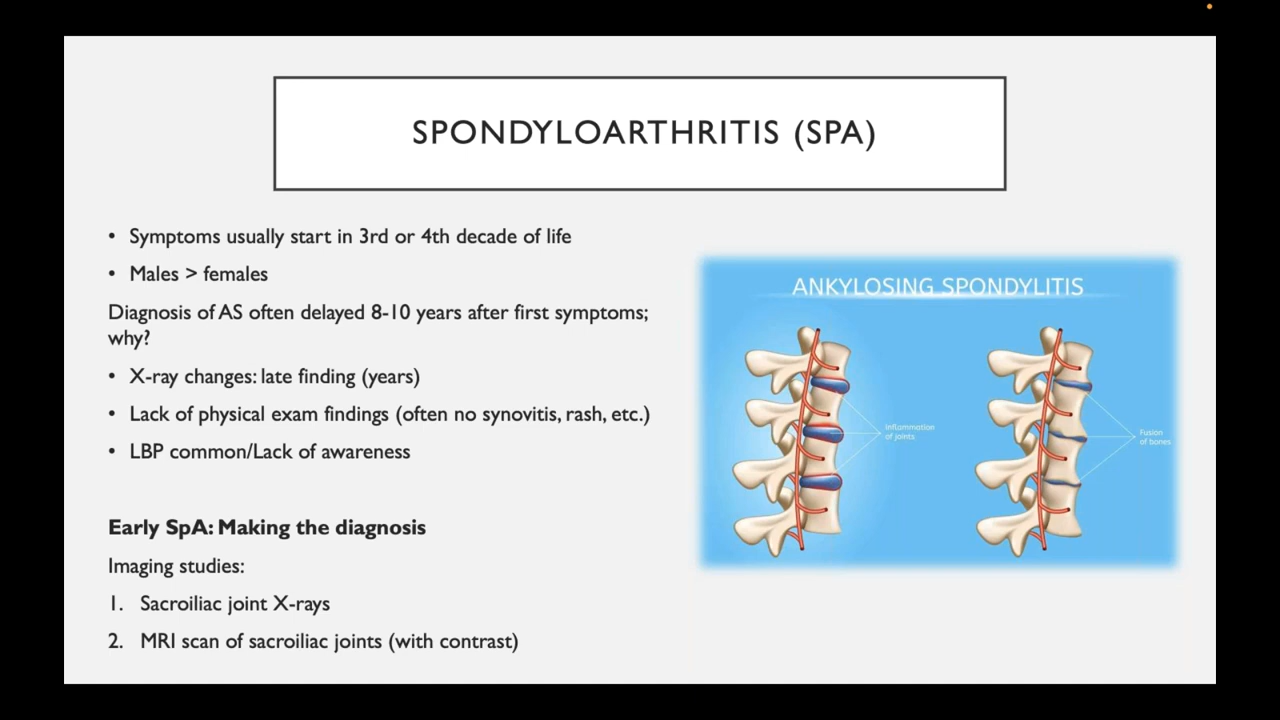 SPONDYLOARTHRITIS (SPA)
• Symptoms usually start in 3rd or 4th decade of life
• Males > females
Diagnosis of AS often delayed 8-10 years after first symptoms;
why?
• X-ray changes: late finding (years)
• Lack of physical exam findings (often no synovitis, rash, etc.)
• LBP common/Lack of awareness
Early SpA: Making the diagnosis
Imaging studies:
1. Sacroiliac joint X-rays
2. MRI scan of sacroiliac joints (with contrast)
ANKYLOSING SPONDYLITIS
Inflammation
of joints
Fusion
of bones